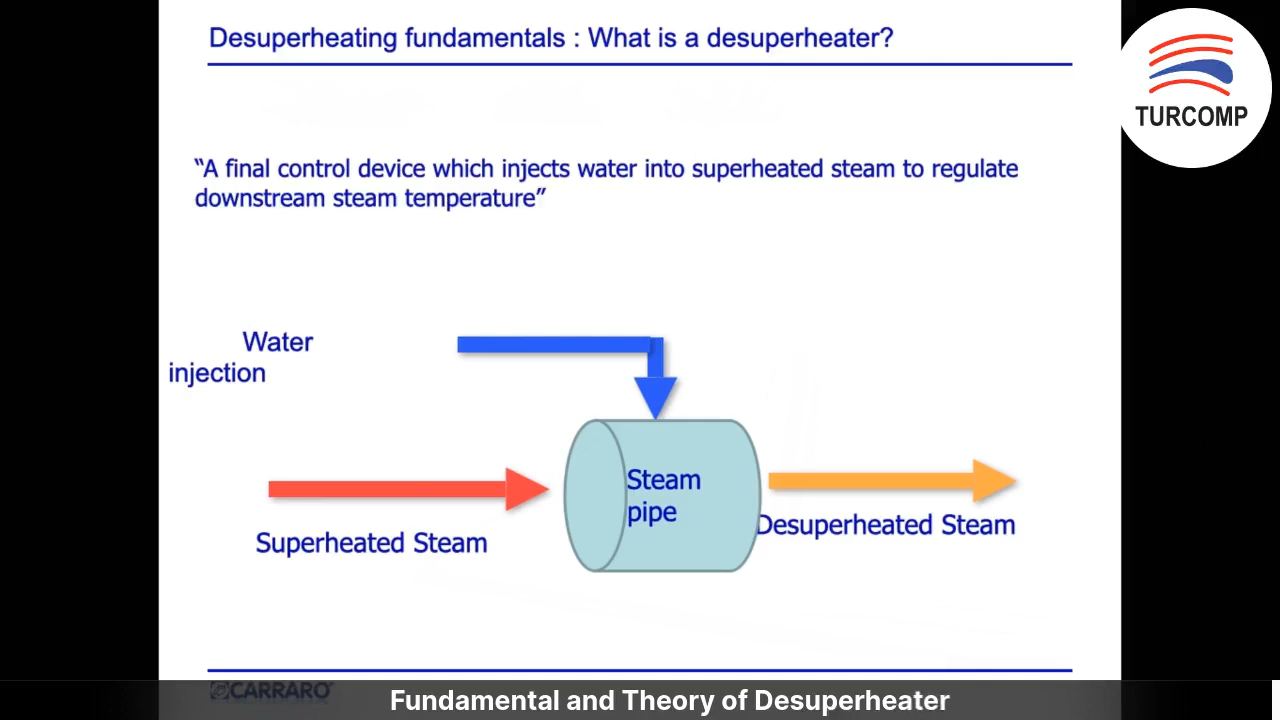 Desuperheating fundamentals : What is a desuperheater?
TURCOMP
“A final control device which injects water into superheated steam to regulate
downstream steam temperature”
Water
injection
Steam
pipe
Superheated Steam
Desuperheated Steam
CARRARO
Fundamental and Theory of Desuperheater